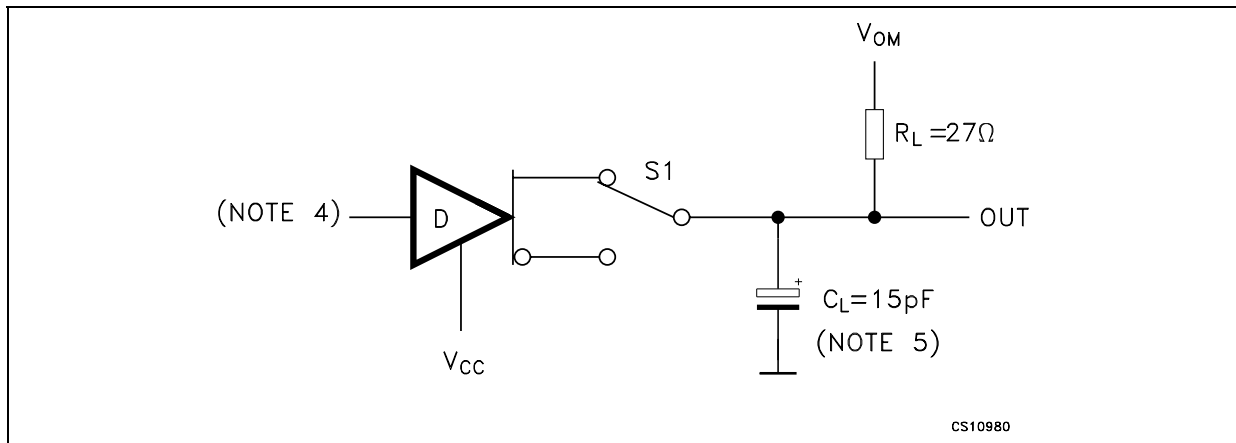 V_OM
R_L =27Ω
S1
(NOTE 4)
D
OUT
+
C_L=15pF
(NOTE 5)
V_CC
CS10980